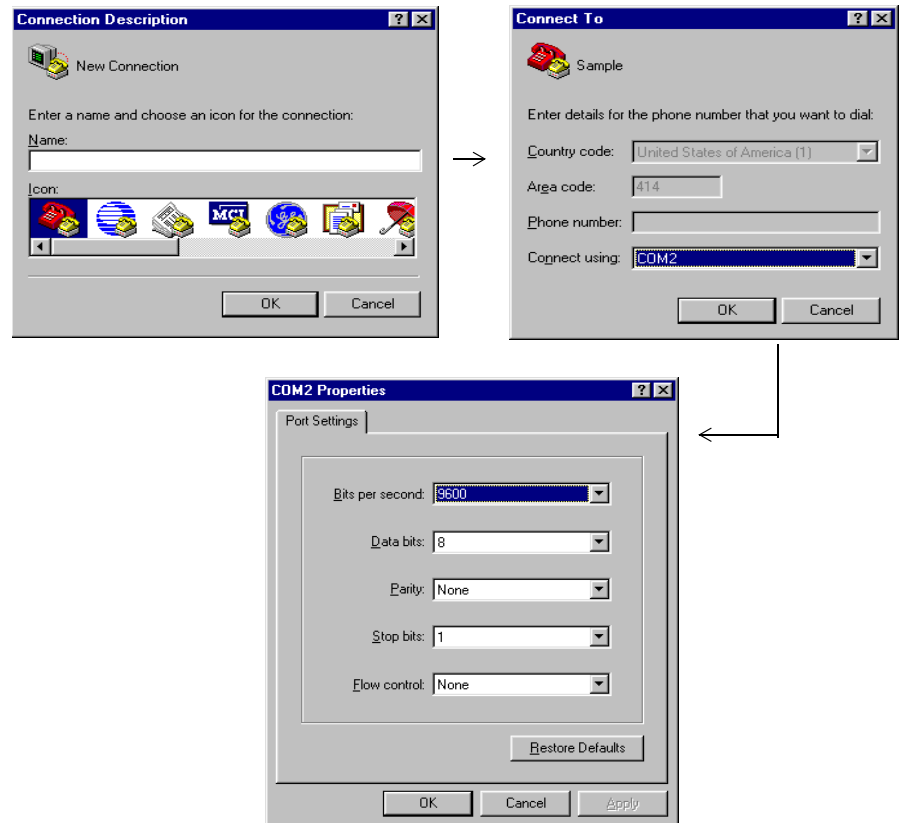 Connection Description
New Connection
Enter a name and choose an icon for the connection:
Name:
Icon:
MCI
OK Cancel
Connect To
Sample
Enter details for the phone number that you want to dial:
Country code: United States of America (1)
Area code: 414
Phone number:
Connect using: COM2
OK Cancel
COM2 Properties
Port Settings
Bits per second: 9600
Data bits: 8
Parity: None
Stop bits: 1
Flow control: None
Restore Defaults
OK Cancel Apply